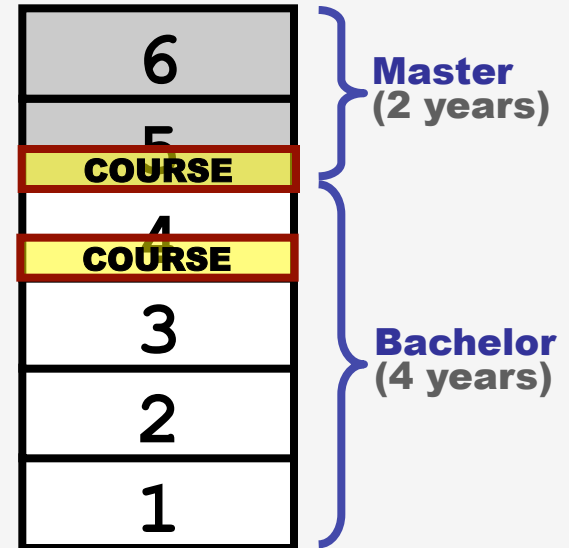 6
Master
(2 years)
5
COURSE
4
COURSE
3
Bachelor
(4 years)
2
1